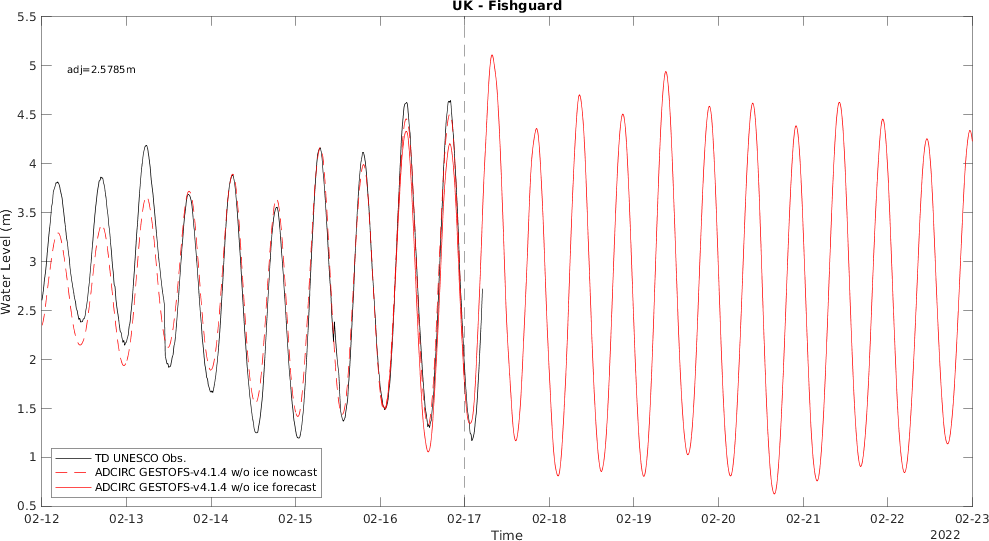 UK - Fishguard
5.5
5
4.5
4
3.5
3
2.5
2
1.5
1
0.5
Water Level (m)
adj=2.5785m
TD UNESCO Obs.
ADCIRC GESTOFS-v4.1.4 w/o ice nowcast
ADCIRC GESTOFS-v4.1.4 w/o ice forecast
02-12 02-13 02-14 02-15 02-16 02-17 02-18 02-19 02-20 02-21 02-22 02-23
Time
2022